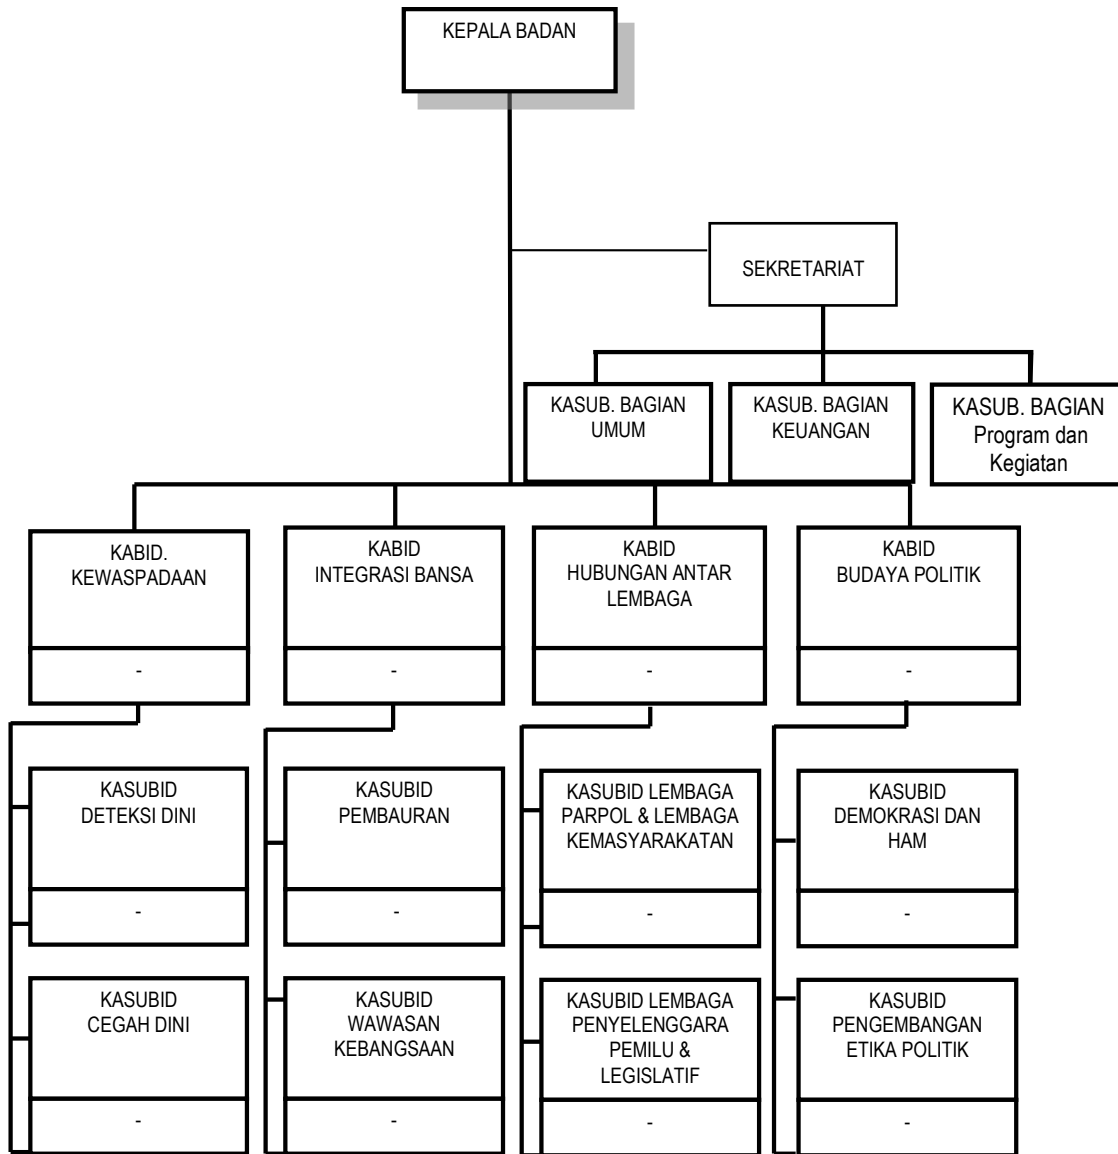 KEPALA BADAN
SEKRETARIAT
KASUB. BAGIAN
UMUM
KASUB. BAGIAN
KEUANGAN
KASUB. BAGIAN
Program dan
Kegiatan
KABID.
KEWASPADAAN
-
KABID
INTEGRASI BANSA
-
KABID
HUBUNGAN ANTAR
LEMBAGA
-
KABID
BUDAYA POLITIK
-
KASUBID
DETEKSI DINI
-
KASUBID
PEMBAURAN
-
KASUBID LEMBAGA
PARPOL & LEMBAGA
KEMASYARAKATAN
-
KASUBID
DEMOKRASI DAN
HAM
-
KASUBID
CEGAH DINI
-
KASUBID
WAWASAN
KEBANGSAAN
-
KASUBID LEMBAGA
PENYELENGGARA
PEMILU &
LEGISLATIF
-
KASUBID
PENGEMBANGAN
ETIKA POLITIK
-